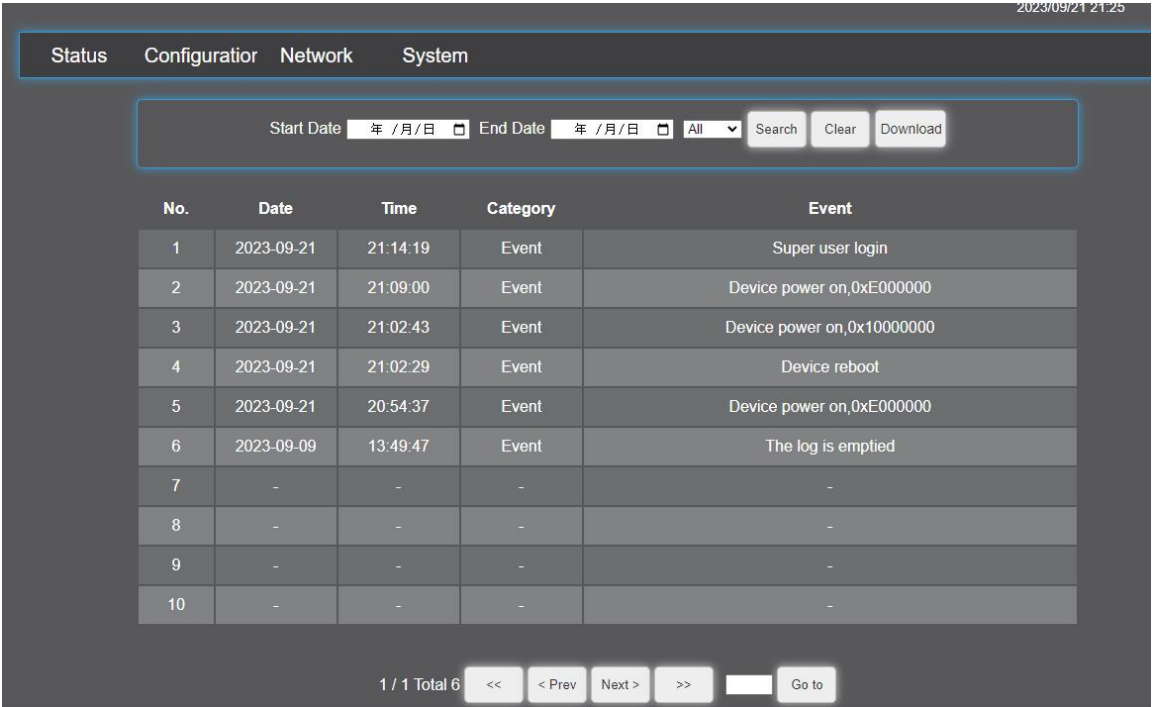 2023/09/21 21:25
Status Configuratior Network System
Start Date 年 /月/日 End Date 年 /月/日 All Search Clear Download
No. Date Time Category Event
1 2023-09-21 21:14:19 Event Super user login
2 2023-09-21 21:09:00 Event Device power on,0xE000000
3 2023-09-21 21:02:43 Event Device power on,0x10000000
4 2023-09-21 21:02:29 Event Device reboot
5 2023-09-21 20:54:37 Event Device power on,0xE000000
6 2023-09-09 13:49:47 Event The log is emptied
7 - - - -
8 - - - -
9 - - - -
10 - - - -
1 / 1 Total 6 << < Prev Next > >> Go to